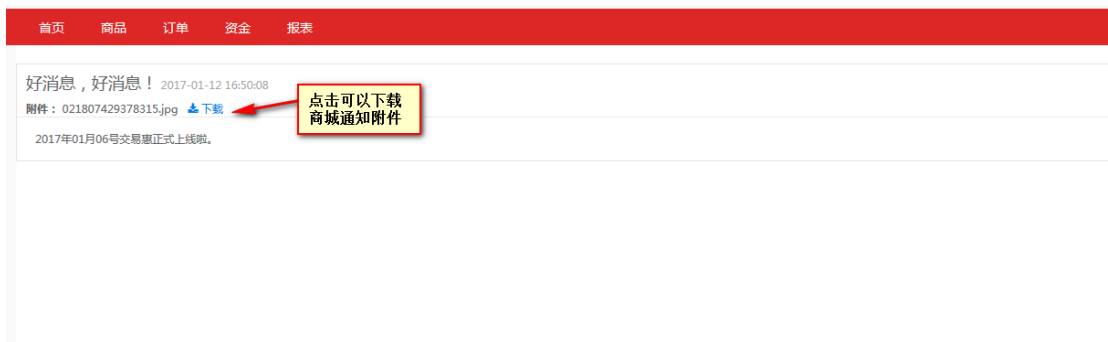 首页 商品 订单 资金 报表
好消息，好消息！ 2017-01-12 16:50:08
附件： 021807429378315.jpg 下载
点击可以下载
商城通知附件
2017年01月06号交易惠正式上线啦。